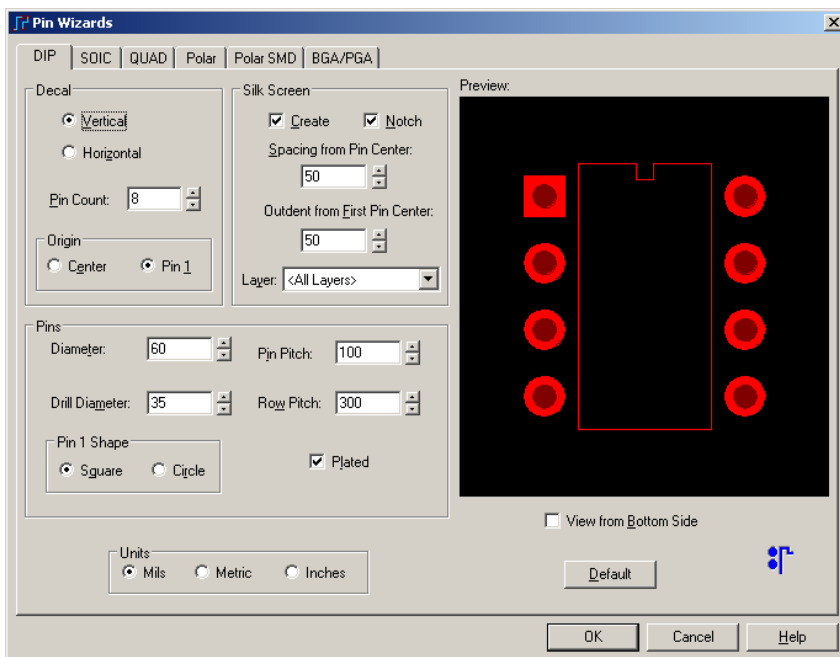 Pin Wizards
DIP SOIC QUAD Polar Polar SMD BGA/PGA
Decal
Vertical
Horizontal
Pin Count: 8
Origin
Center Pin 1
Silk Screen
Create Notch
Spacing from Pin Center:
50
Outdent from First Pin Center:
50
Layer: <All Layers>
Preview:
Pins
Diameter: 60 Pin Pitch: 100
Drill Diameter: 35 Row Pitch: 300
Pin 1 Shape
Square Circle
Plated
View from Bottom Side
Units
Mils Metric Inches
Default
OK Cancel Help